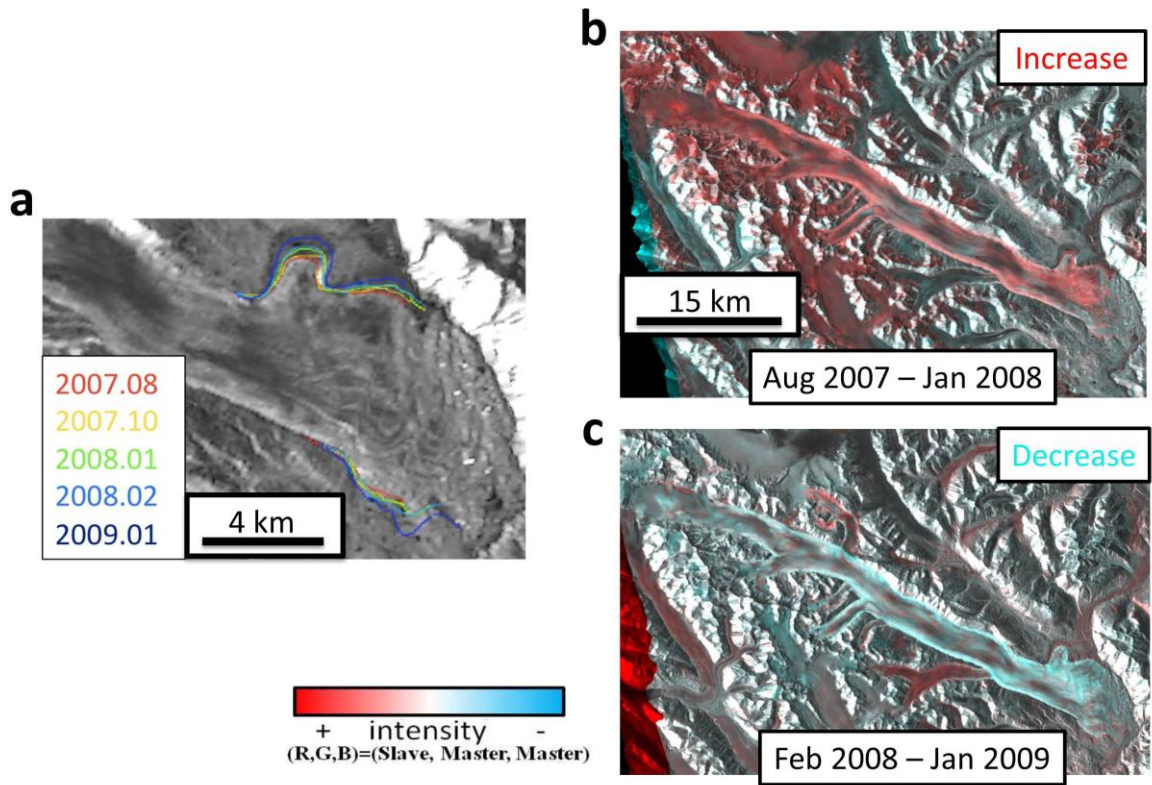 a
2007.08
2007.10
2008.01
2008.02
2009.01
4 km
+ intensity -
(R,G,B)=(Slave, Master, Master)
b
Increase
15 km
Aug 2007 – Jan 2008
c
Decrease
Feb 2008 – Jan 2009